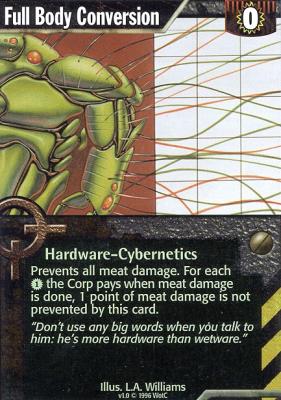 Full Body Conversion
0
Hardware-Cybernetics
Prevents all meat damage. For each
1 the Corp pays when meat damage
is done, 1 point of meat damage is not
prevented by this card.
“Don’t use any big words when you talk to
him: he’s more hardware than wetware.”
Illus. L.A. Williams
v1.0 © 1996 WotC